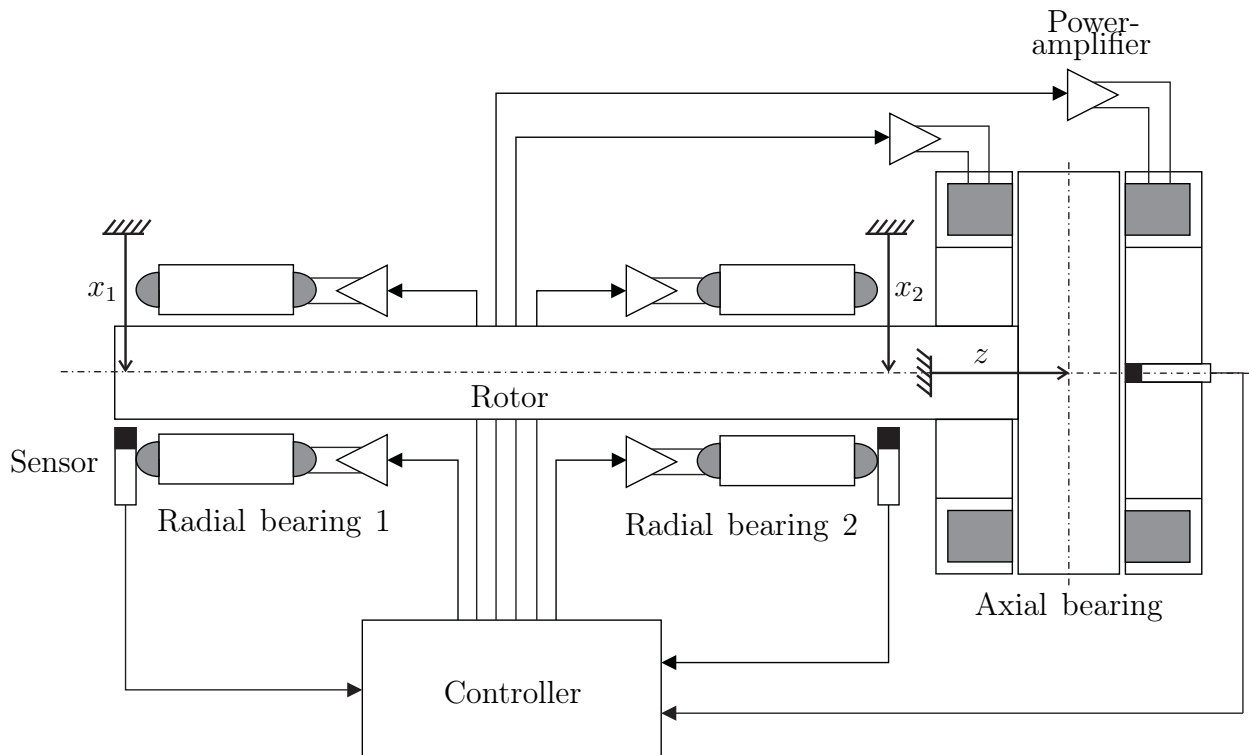 Power-
amplifier
x₁
x₂
z
Rotor
Sensor
Radial bearing 1
Radial bearing 2
Axial bearing
Controller